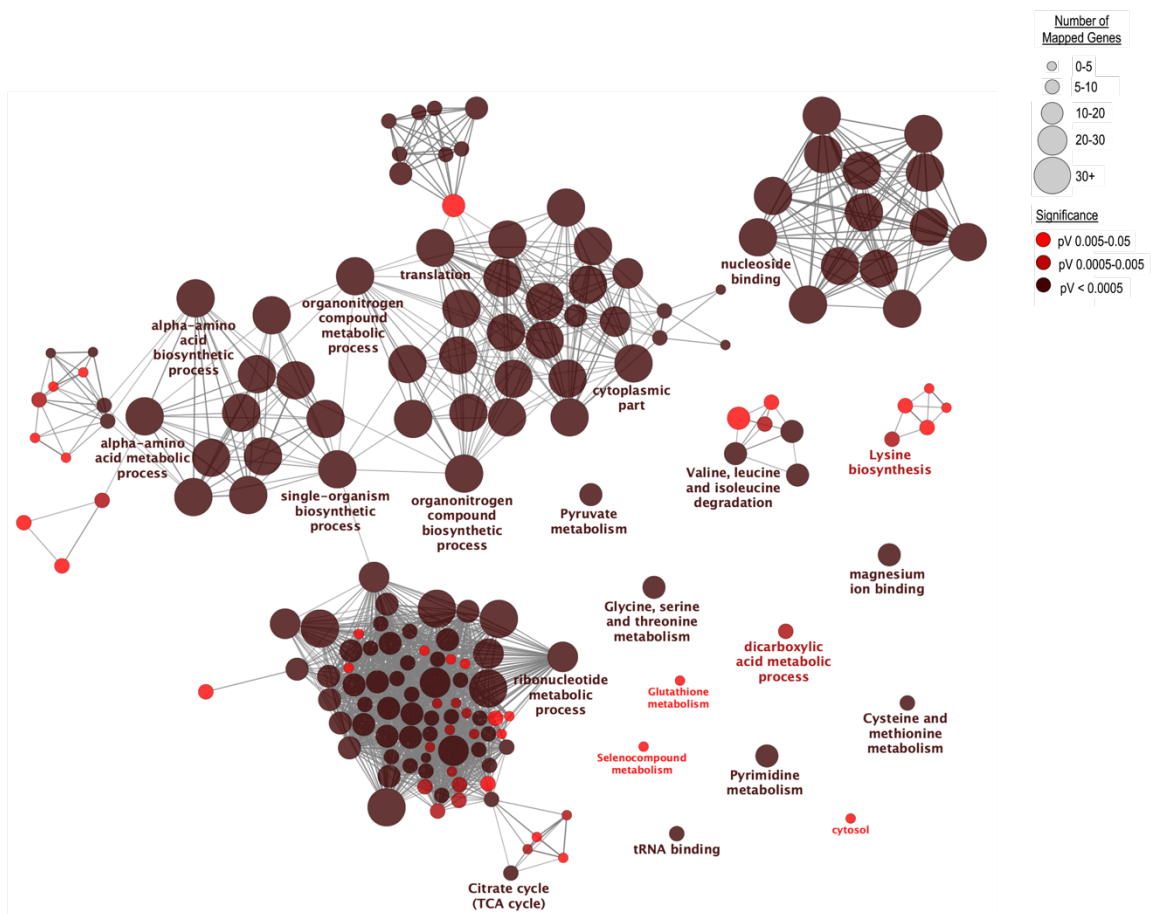 Number of
Mapped Genes
0-5
5-10
10-20
20-30
30+
Significance
pV 0.005-0.05
pV 0.0005-0.005
pV < 0.0005
translation
nucleoside
binding
organonitrogen
compound
metabolic
process
alpha-amino
acid
biosynthetic
process
cytoplasmic
part
alpha-amino
acid metabolic
process
single-organism
biosynthetic
process
organonitrogen
compound
biosynthetic
process
Valine, leucine
and isoleucine
degradation
Lysine
biosynthesis
Pyruvate
metabolism
magnesium
ion binding
Glycine, serine
and threonine
metabolism
dicarboxylic
acid metabolic
process
ribonucleotide
metabolic
process
Glutathione
metabolism
Cysteine and
methionine
metabolism
Selenocompound
metabolism
Pyrimidine
metabolism
cytosol
tRNA binding
Citrate cycle
(TCA cycle)